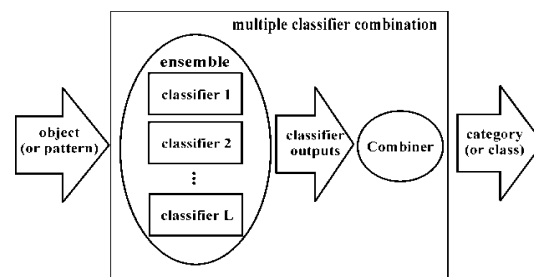 multiple classifier combination
ensemble
classifier 1
classifier 2
...
classifier L
object
(or pattern)
classifier
outputs
Combiner
category
(or class)